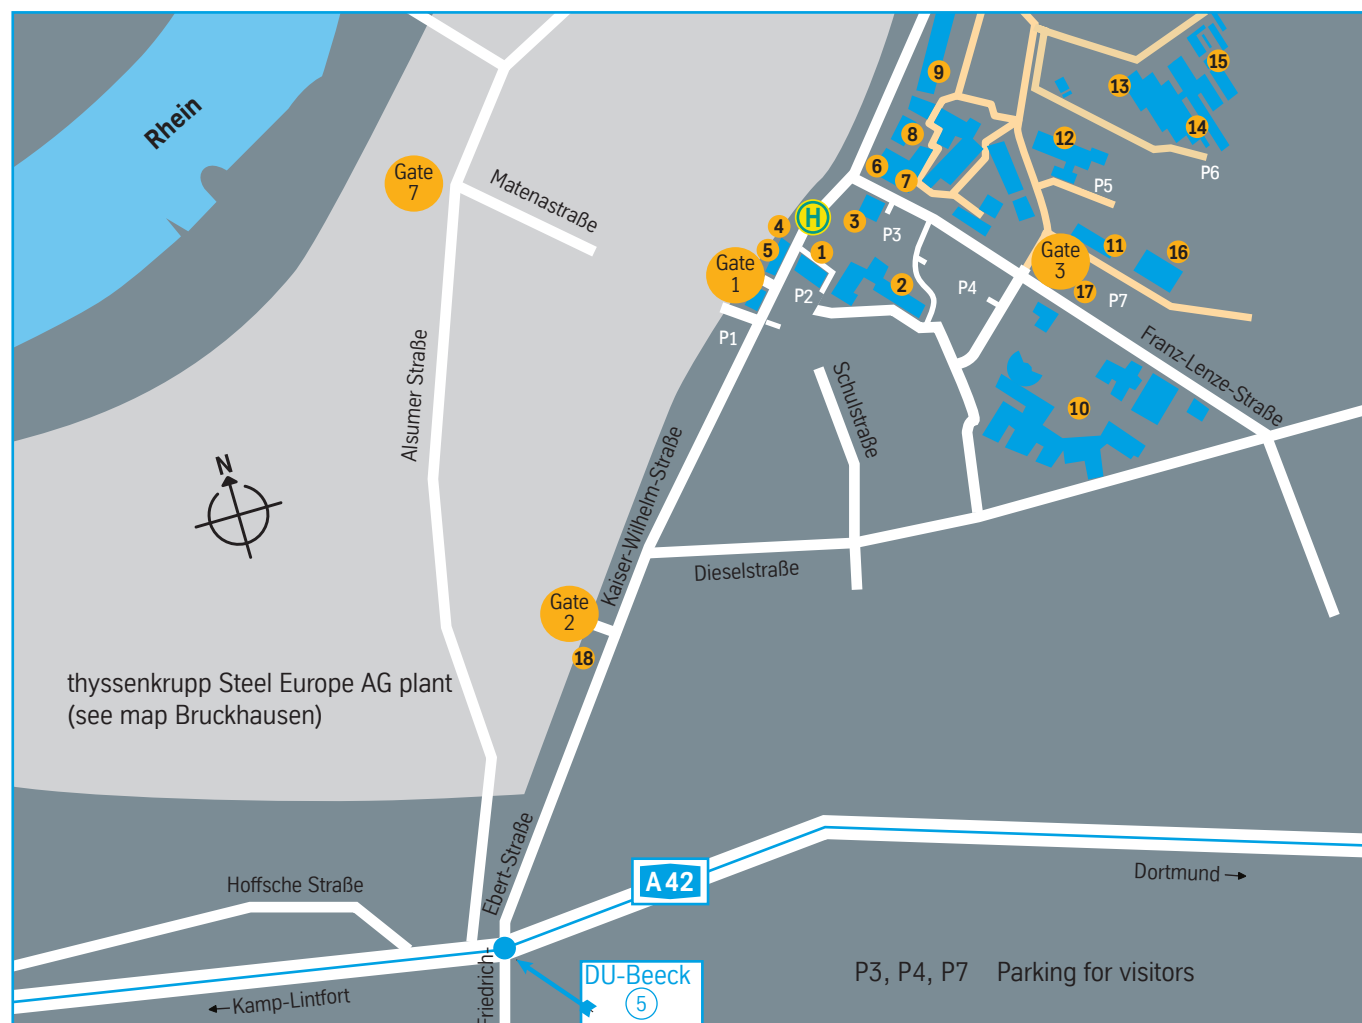 Rhein
9
8
6
7
13
15
14
12
P6
P5
Gate
7
Matenastraße
H
3
P3
4
5
1
Gate
1
P2
2
P4
Gate
3
11
16
17
P7
P1
Franz-Lenze-Straße
Alsumer Straße
Schulstraße
10
N
Kaiser-Wilhelm-Straße
Dieselstraße
Gate
2
18
thyssenkrupp Steel Europe AG plant
(see map Bruckhausen)
Friedrich-
Ebert-Straße
Hoffsche Straße
A 42
Dortmund →
← Kamp-Lintfort
DU-Beeck
5
P3, P4, P7 Parking for visitors